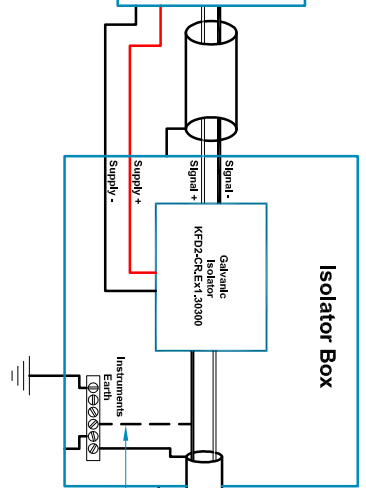 Supply -
Supply +
SIgnal +
SIgnal -
Galvanic
Isolator
KFD2-CR.Ex1.30300
Isolator Box
Instruments
Earth